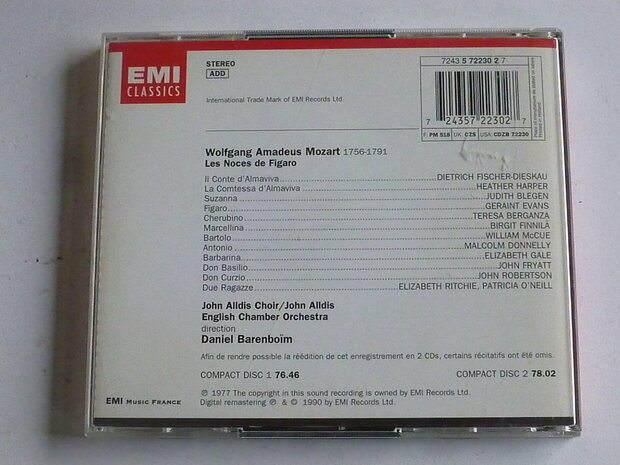 EMI
CLASSICS
STEREO
ADD
International Trade Mark of EMI Records Ltd.
7243 5 72230 2 7
7 24357 22302 7
F PM 518 UK: CZS USA: CDZB 72230
Wolfgang Amadeus Mozart 1756-1791
Les Noces de Figaro
Il Conte d'Almaviva DIETRICH FISCHER-DIESKAU
La Comtessa d'Almaviva HEATHER HARPER
Suzanna JUDITH BLEGEN
Figaro GERAINT EVANS
Cherubino TERESA BERGANZA
Marcellina BIRGIT FINNILÄ
Bartolo WILLIAM McCUE
Antonio MALCOLM DONNELLY
Barbarina ELIZABETH GALE
Don Basilio JOHN FRYATT
Don Curzio JOHN ROBERTSON
Due Ragazze ELIZABETH RITCHIE, PATRICIA O'NEILL
John Alldis Choir/John Alldis
English Chamber Orchestra
direction
Daniel Barenboïm
Afin de rendre possible la réédition de cet enregistrement en 2 CDs, certains récitatifs ont été omis.
COMPACT DISC 1 76.46 COMPACT DISC 2 78.02
EMI MUSIC FRANCE
℗ 1977 The copyright in this sound recording is owned by EMI Records Ltd.
Digital remastering ℗ & © 1990 by EMI Records Ltd.